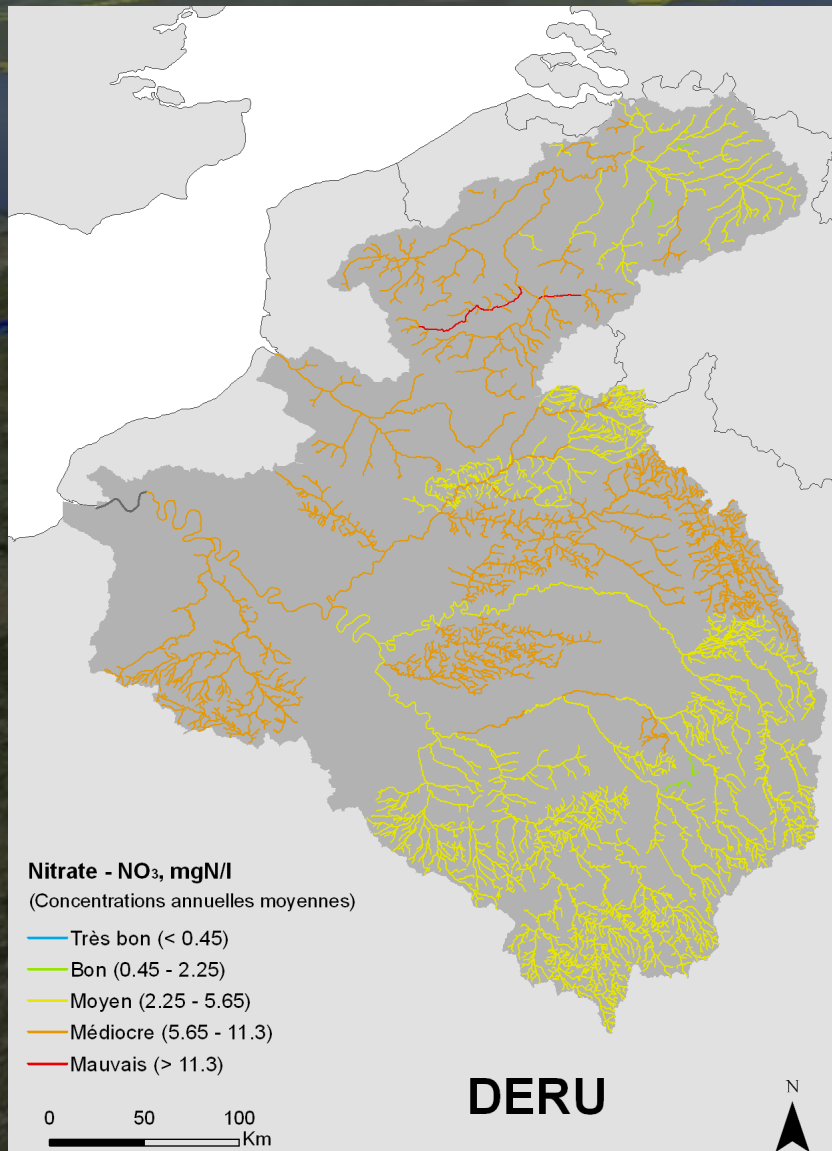 Nitrate - NO₃, mgN/l
(Concentrations annuelles moyennes)
Très bon (< 0.45)
Bon (0.45 - 2.25)
Moyen (2.25 - 5.65)
Médiocre (5.65 - 11.3)
Mauvais (> 11.3)
DERU
N
0 50 100
Km